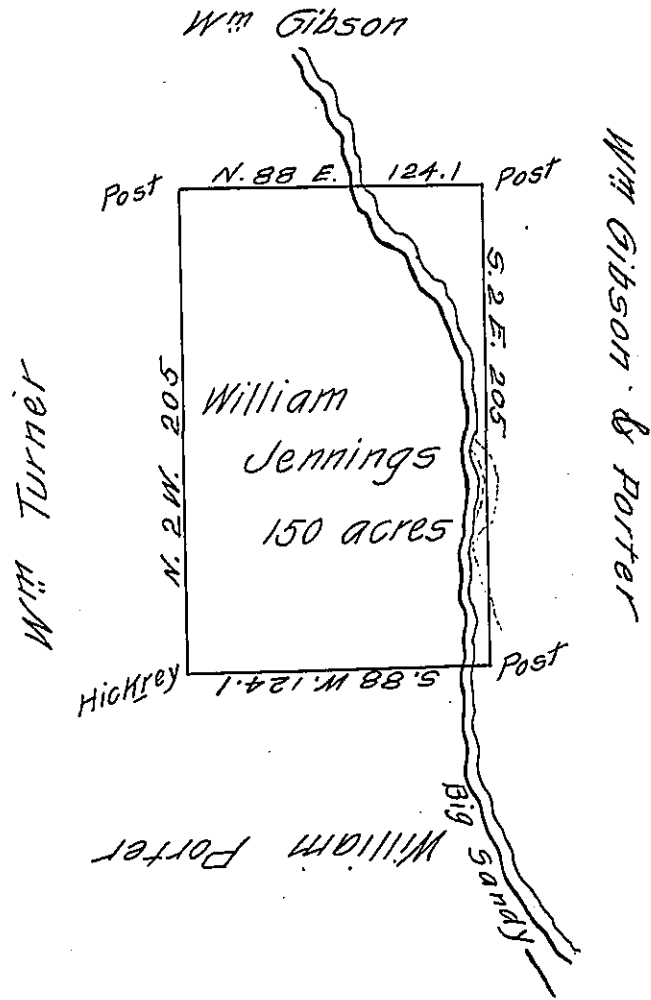 Wm Gibson
Post
N. 88 E. 124.1
Post
Wm Gibson & Porter
S. 2 E. 205
William
Jennings
150 acres
N. 2 W. 205
Wm Turner
Hickrey
S. 88 W. 124.1
Post
William Porter
Big Sandy